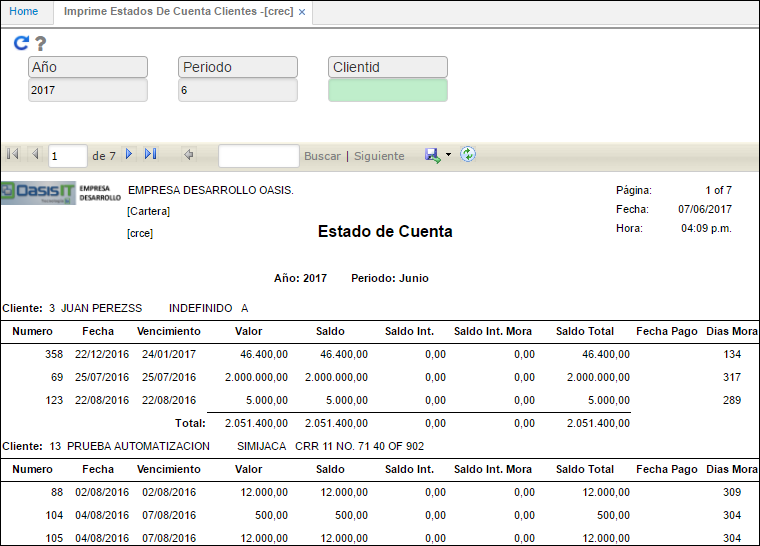 Home Imprime Estados De Cuenta Clientes -[crec] ×
?
Año Periodo Clientid
2017 6
1 de 7 Buscar | Siguiente
OasisIT EMPRESA DESARROLLO EMPRESA DESARROLLO OASIS. Página: 1 of 7
[Cartera] Fecha: 07/06/2017
[crce] Estado de Cuenta Hora: 04:09 p.m.
Año: 2017 Periodo: Junio
Cliente: 3 JUAN PEREZSS INDEFINIDO A
Numero Fecha Vencimiento Valor Saldo Saldo Int. Saldo Int. Mora Saldo Total Fecha Pago Dias Mora
358 22/12/2016 24/01/2017 46.400,00 46.400,00 0,00 0,00 46.400,00 134
69 25/07/2016 25/07/2016 2.000.000,00 2.000.000,00 0,00 0,00 2.000.000,00 317
123 22/08/2016 22/08/2016 5.000,00 5.000,00 0,00 0,00 5.000,00 289
Total: 2.051.400,00 2.051.400,00 0,00 0,00 2.051.400,00
Cliente: 13 PRUEBA AUTOMATIZACION SIMIJACA CRR 11 NO. 71 40 OF 902
Numero Fecha Vencimiento Valor Saldo Saldo Int. Saldo Int. Mora Saldo Total Fecha Pago Dias Mora
88 02/08/2016 02/08/2016 12.000,00 12.000,00 0,00 0,00 12.000,00 309
104 04/08/2016 07/08/2016 500,00 500,00 0,00 0,00 500,00 304
105 04/08/2016 07/08/2016 12.000,00 12.000,00 0,00 0,00 12.000,00 304